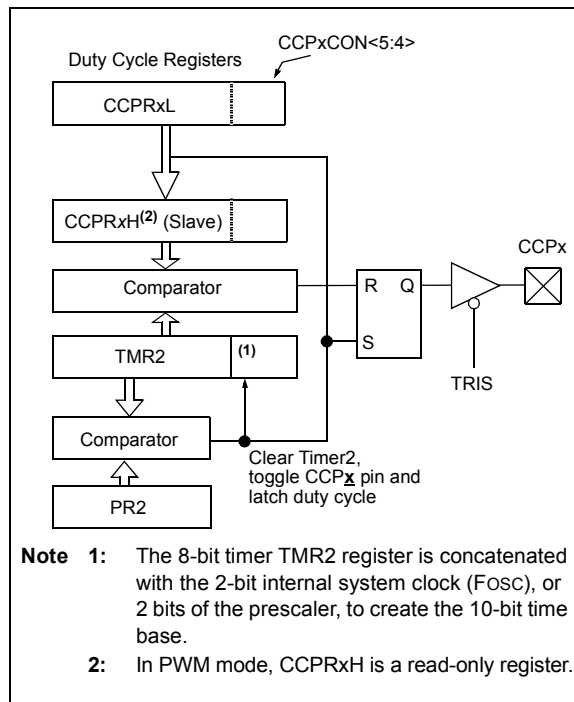 CCPxCON<5:4>
Duty Cycle Registers
CCPRxL
CCPRxH(2) (Slave)
CCPx
Comparator
R Q
TMR2
(1)
S
TRIS
Comparator
Clear Timer2,
toggle CCPx pin and
latch duty cycle
PR2
Note 1: The 8-bit timer TMR2 register is concatenated
with the 2-bit internal system clock (FOSC), or
2 bits of the prescaler, to create the 10-bit time
base.
2: In PWM mode, CCPRxH is a read-only register.